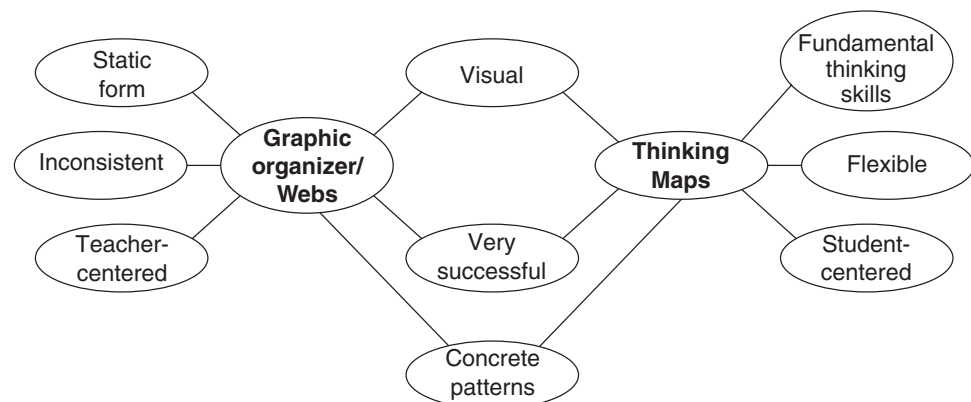 Static
form
Inconsistent
Teacher-
centered
Graphic
organizer/
Webs
Visual
Very
successful
Concrete
patterns
Thinking
Maps
Fundamental
thinking
skills
Flexible
Student-
centered